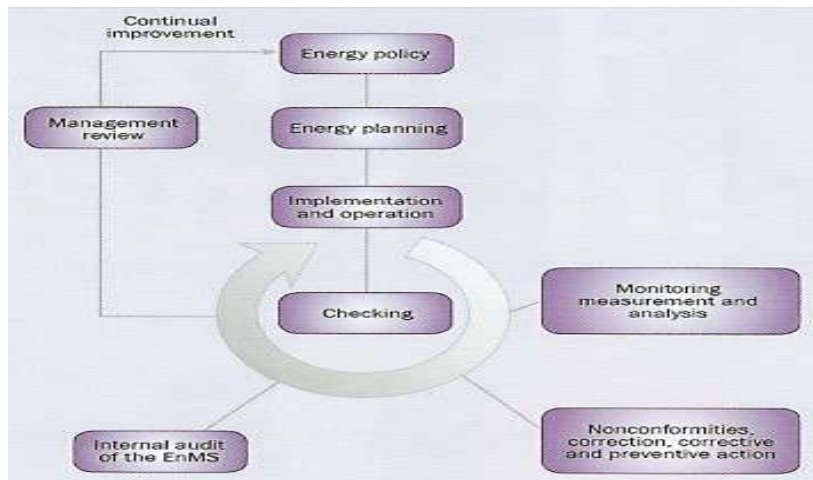 Continual
improvement
Energy policy
Management
review
Energy planning
Implementation
and operation
Checking
Monitoring
measurement and
analysis
Internal audit
of the EnMS
Nonconformities,
correction, corrective
and preventive action